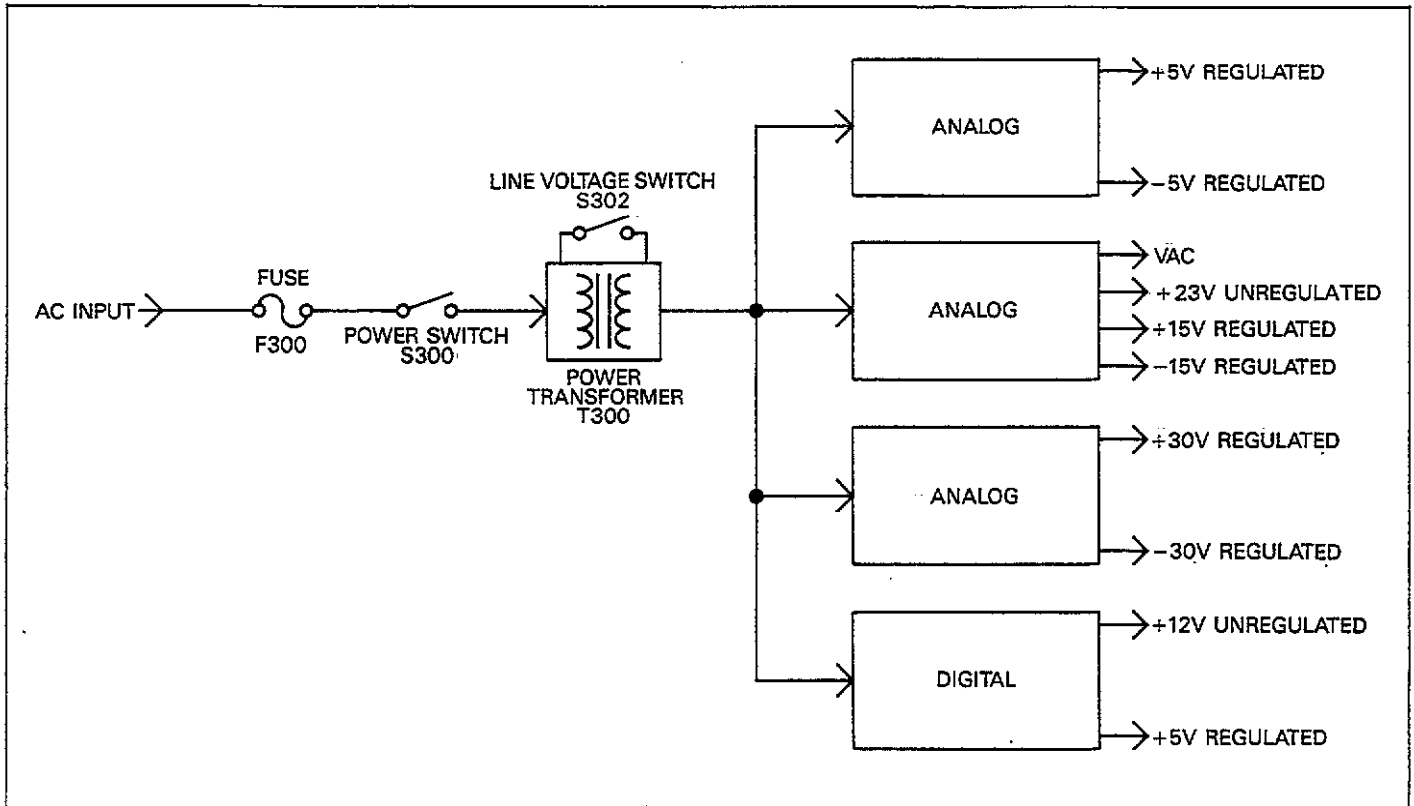 AC INPUT
FUSE
F300
POWER SWITCH
S300
LINE VOLTAGE SWITCH
S302
POWER
TRANSFORMER
T300
ANALOG
+5V REGULATED
-5V REGULATED
ANALOG
VAC
+23V UNREGULATED
+15V REGULATED
-15V REGULATED
ANALOG
+30V REGULATED
-30V REGULATED
DIGITAL
+12V UNREGULATED
+5V REGULATED